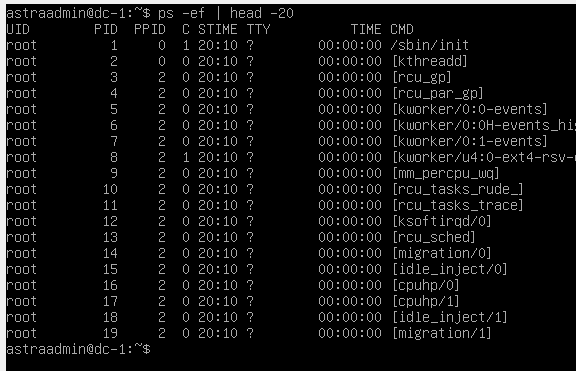 astraadmin@dc-1:~$ ps -ef | head -20
UID          PID    PPID  C STIME TTY          TIME CMD
root           1       0  1 20:10 ?        00:00:00 /sbin/init
root           2       0  0 20:10 ?        00:00:00 [kthreadd]
root           3       2  0 20:10 ?        00:00:00 [rcu_gp]
root           4       2  0 20:10 ?        00:00:00 [rcu_par_gp]
root           5       2  0 20:10 ?        00:00:00 [kworker/0:0-events]
root           6       2  0 20:10 ?        00:00:00 [kworker/0:0H-events_hi
root           7       2  0 20:10 ?        00:00:00 [kworker/0:1-events]
root           8       2  1 20:10 ?        00:00:00 [kworker/u4:0-ext4-rsv-
root           9       2  0 20:10 ?        00:00:00 [mm_percpu_wq]
root          10       2  0 20:10 ?        00:00:00 [rcu_tasks_rude_]
root          11       2  0 20:10 ?        00:00:00 [rcu_tasks_trace]
root          12       2  0 20:10 ?        00:00:00 [ksoftirqd/0]
root          13       2  0 20:10 ?        00:00:00 [rcu_sched]
root          14       2  0 20:10 ?        00:00:00 [migration/0]
root          15       2  0 20:10 ?        00:00:00 [idle_inject/0]
root          16       2  0 20:10 ?        00:00:00 [cpuhp/0]
root          17       2  0 20:10 ?        00:00:00 [cpuhp/1]
root          18       2  0 20:10 ?        00:00:00 [idle_inject/1]
root          19       2  0 20:10 ?        00:00:00 [migration/1]
astraadmin@dc-1:~$